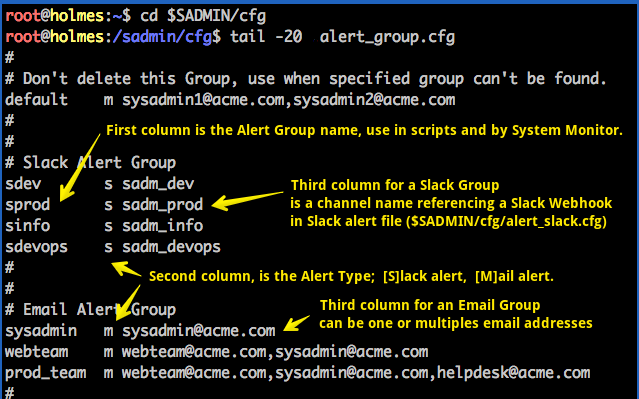 root@holmes:~$ cd $SADMIN/cfg
root@holmes:/sadmin/cfg$ tail -20  alert_group.cfg
#
# Don't delete this Group, use when specified group can't be found.
default    m sysadmin1@acme.com,sysadmin2@acme.com
#
First column is the Alert Group name, use in scripts and by System Monitor.
#
# Slack Alert Group
sdev       s sadm_dev
sprod      s sadm_prod
sinfo      s sadm_info
sdevops    s sadm_devops
Third column for a Slack Group
is a channel name referencing a Slack Webhook
in Slack alert file ($SADMIN/cfg/alert_slack.cfg)
#
Second column, is the Alert Type;  [S]lack alert,  [M]ail alert.
#
# Email Alert Group
sysadmin   m sysadmin@acme.com
Third column for an Email Group
can be one or multiples email addresses
webteam    m webteam@acme.com,sysadmin@acme.com
prod_team  m webteam@acme.com,sysadmin@acme.com,helpdesk@acme.com
#